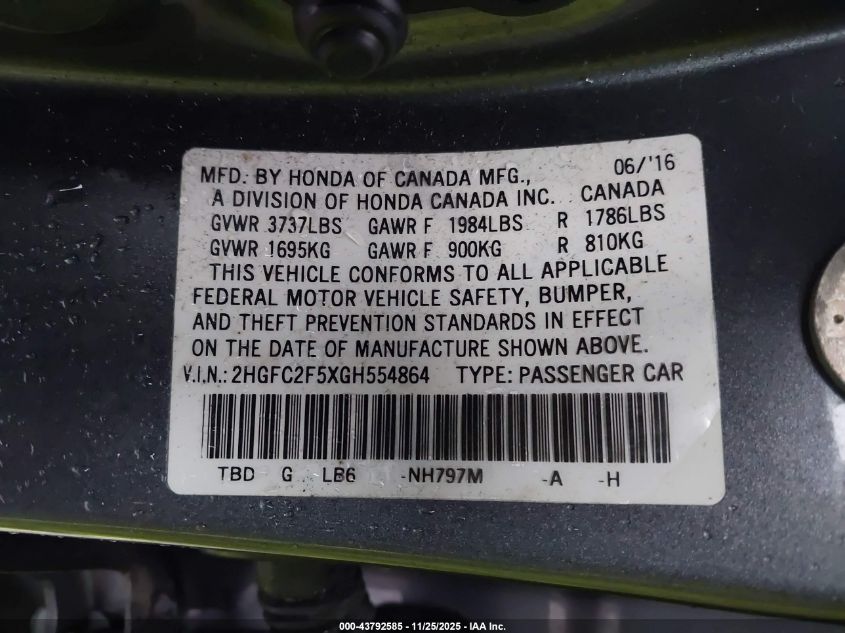 MFD. BY HONDA OF CANADA MFG., 06/'16
A DIVISION OF HONDA CANADA INC. CANADA
GVWR 3737LBS GAWR F 1984LBS R 1786LBS
GVWR 1695KG GAWR F 900KG R 810KG
THIS VEHICLE CONFORMS TO ALL APPLICABLE
FEDERAL MOTOR VEHICLE SAFETY, BUMPER,
AND THEFT PREVENTION STANDARDS IN EFFECT
ON THE DATE OF MANUFACTURE SHOWN ABOVE.
V.I.N.: 2HGFC2F5XGH554864 TYPE: PASSENGER CAR
TBD G LB6 -NH797M -A -H
000-43792585 - 11/25/2025 - IAA Inc.